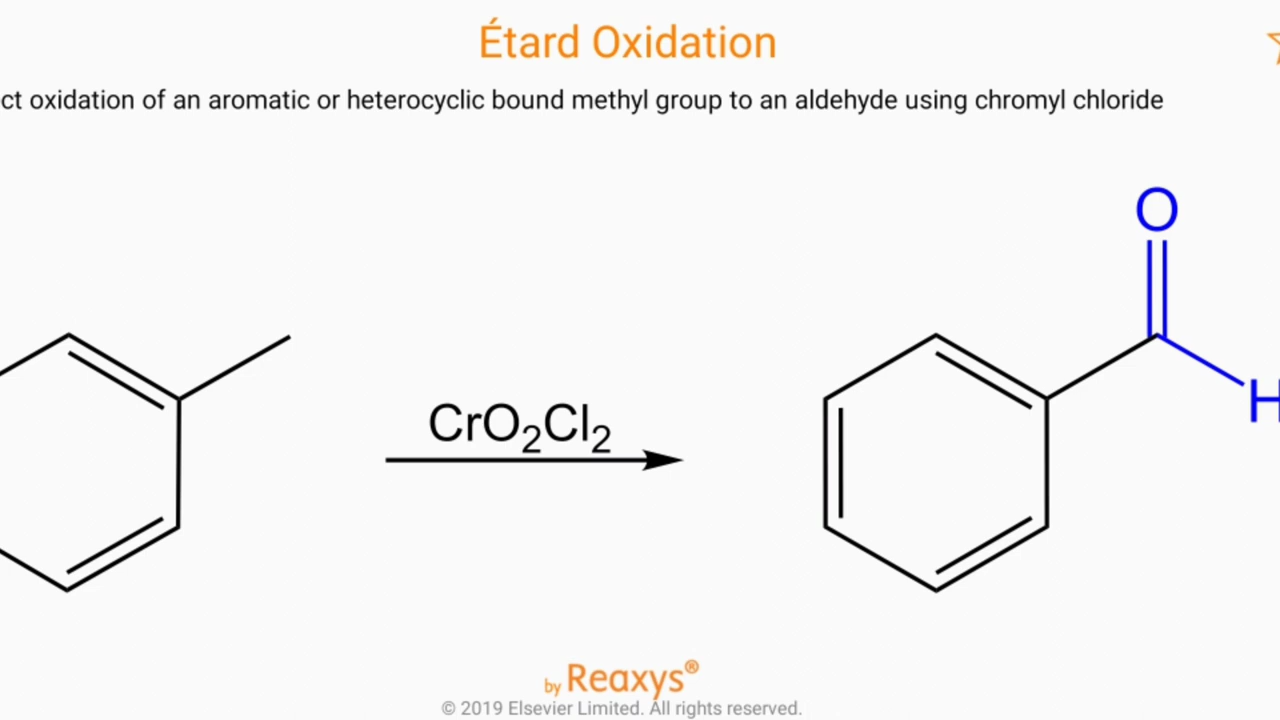 Étard Oxidation
ct oxidation of an aromatic or heterocyclic bound methyl group to an aldehyde using chromyl chloride
O
CrO₂Cl₂
H
by Reaxys®
© 2019 Elsevier Limited. All rights reserved.